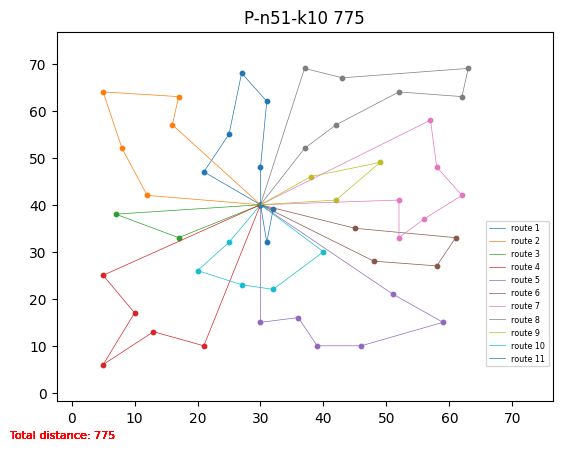 P-n51-k10 775
70
60
50
40
30
20
10
0
0 10 20 30 40 50 60 70
route 1
route 2
route 3
route 4
route 5
route 6
route 7
route 8
route 9
route 10
route 11
Total distance: 775